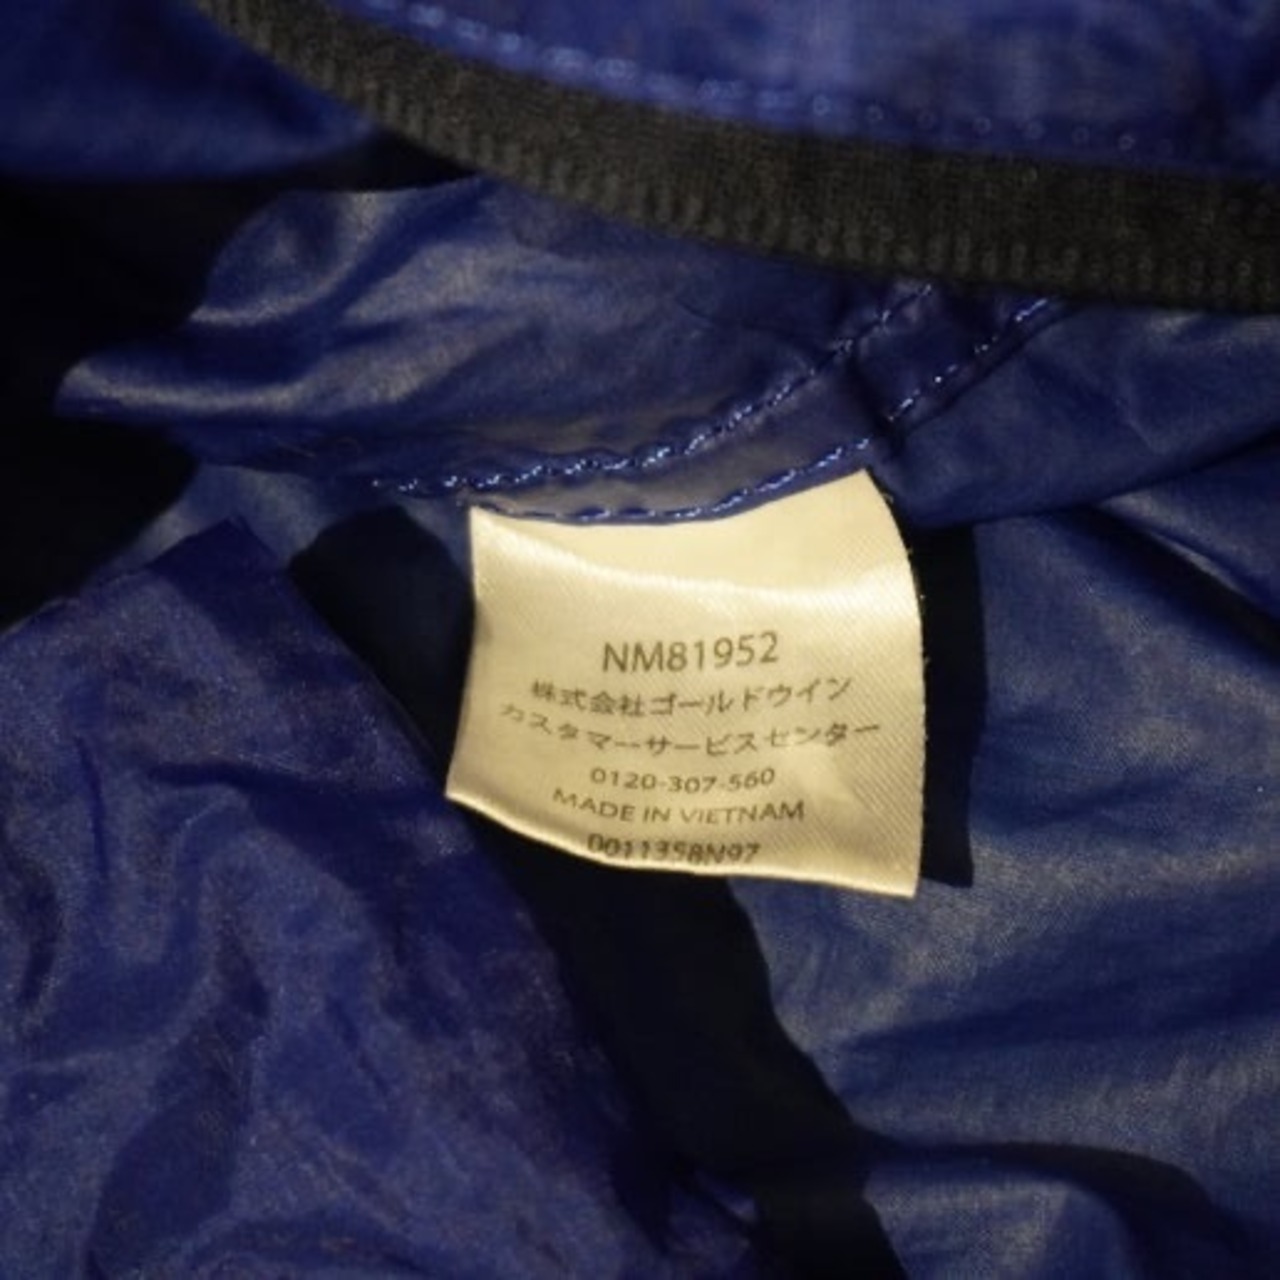 NM81952
株式会社ゴールドウイン
カスタマーサービスセンター
0120-307-560
MADE IN VIETNAM
0011358N97